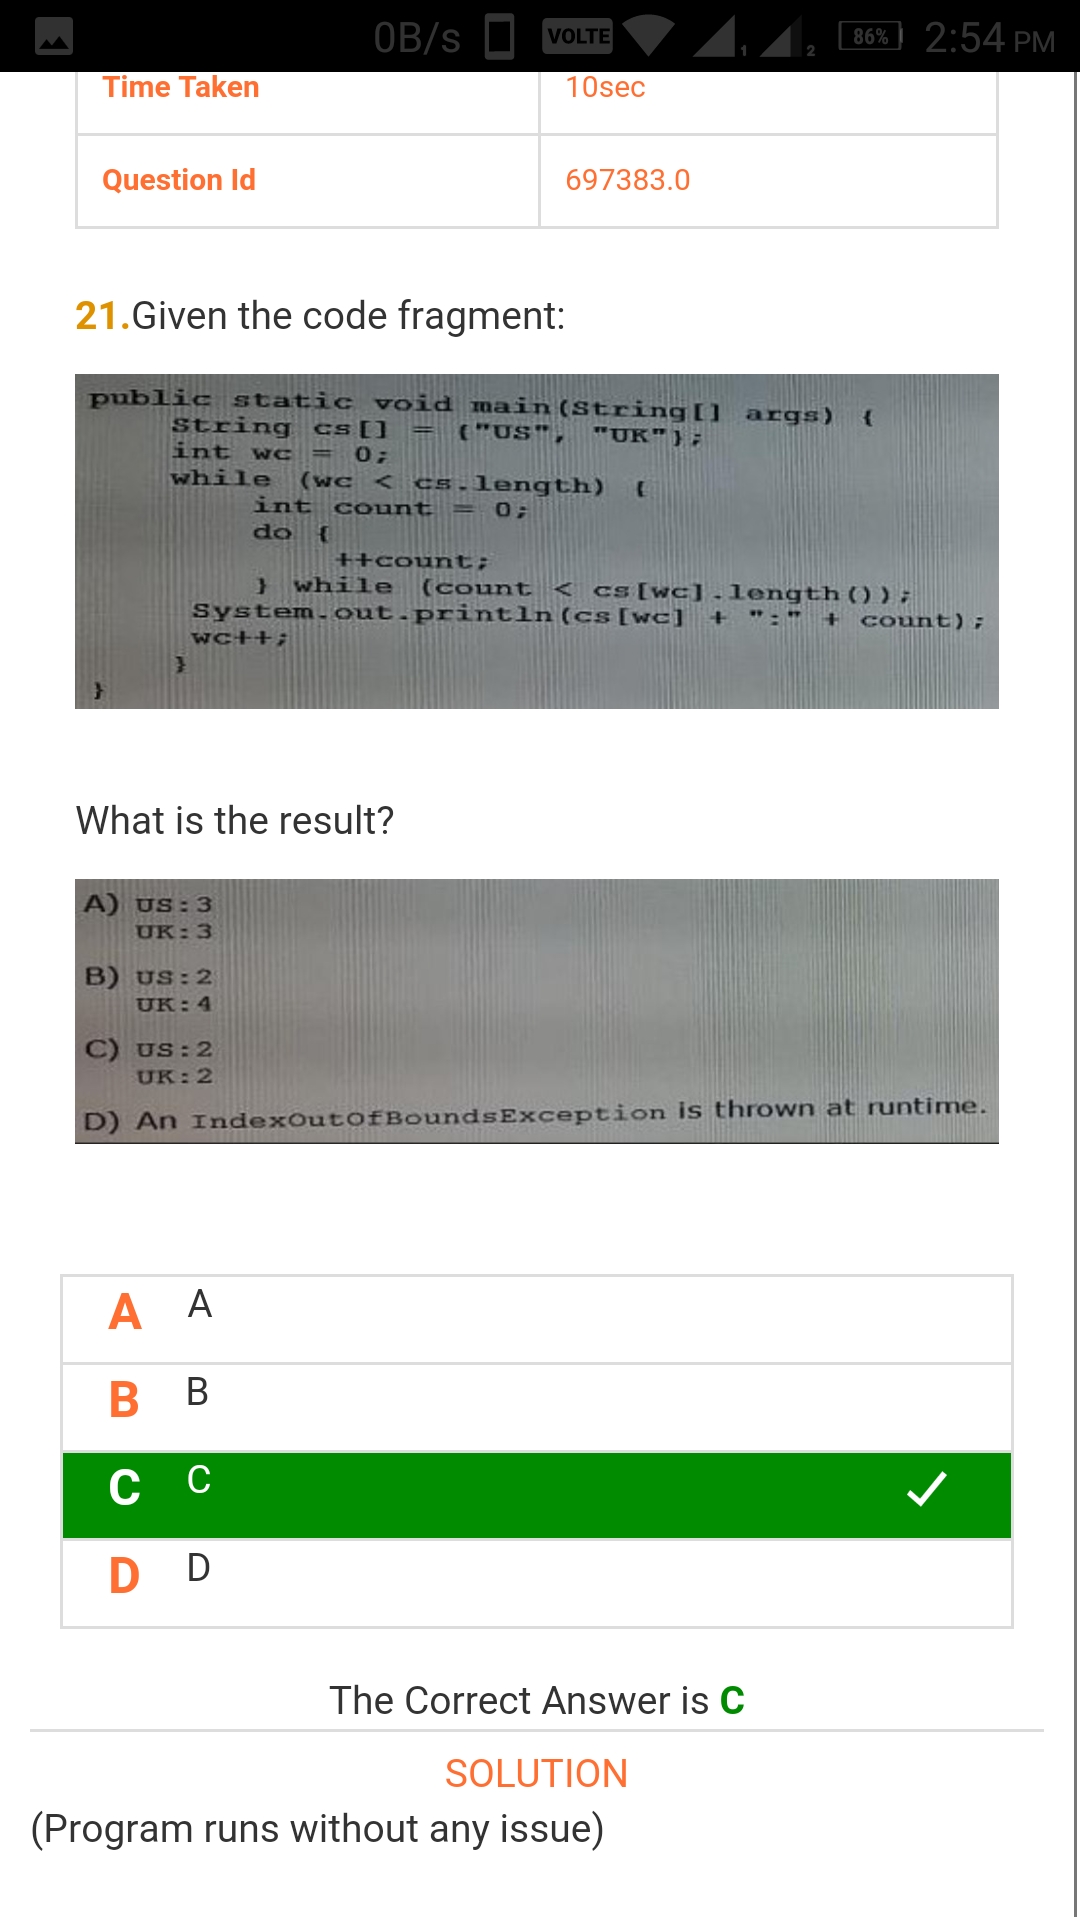 0B/s VOLTE 1 2 86% 2:54 PM
Time Taken 10sec
Question Id 697383.0
21.Given the code fragment:
public static void main(String[] args) {
String cs[] = {"US", "UK"};
int wc = 0;
while (wc < cs.length) {
int count = 0;
do {
++count;
} while (count < cs[wc].length());
System.out.println(cs[wc] + ":" + count);
wc++;
}
}
What is the result?
A) US:3
UK:3
B) US:2
UK:4
C) US:2
UK:2
D) An IndexOutOfBoundsException is thrown at runtime.
A A
B B
C C
D D
The Correct Answer is C
SOLUTION
(Program runs without any issue)